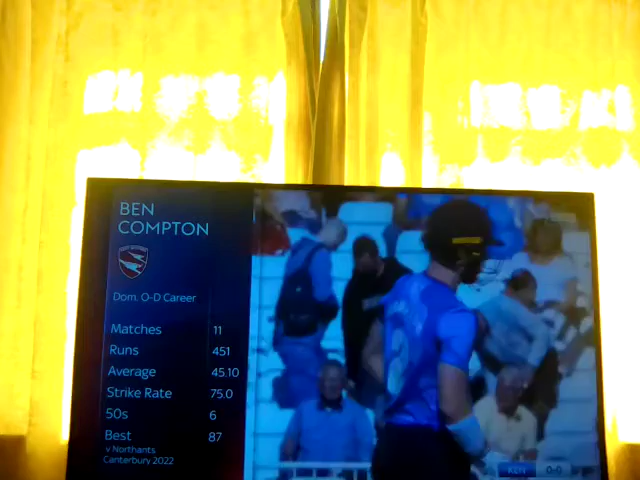 BEN
COMPTON
Dom. O-D Career
Matches 11
Runs 451
Average 45.10
Strike Rate 75.0
50s 6
Best 87
v Northants
Canterbury 2022
KEN 0-0